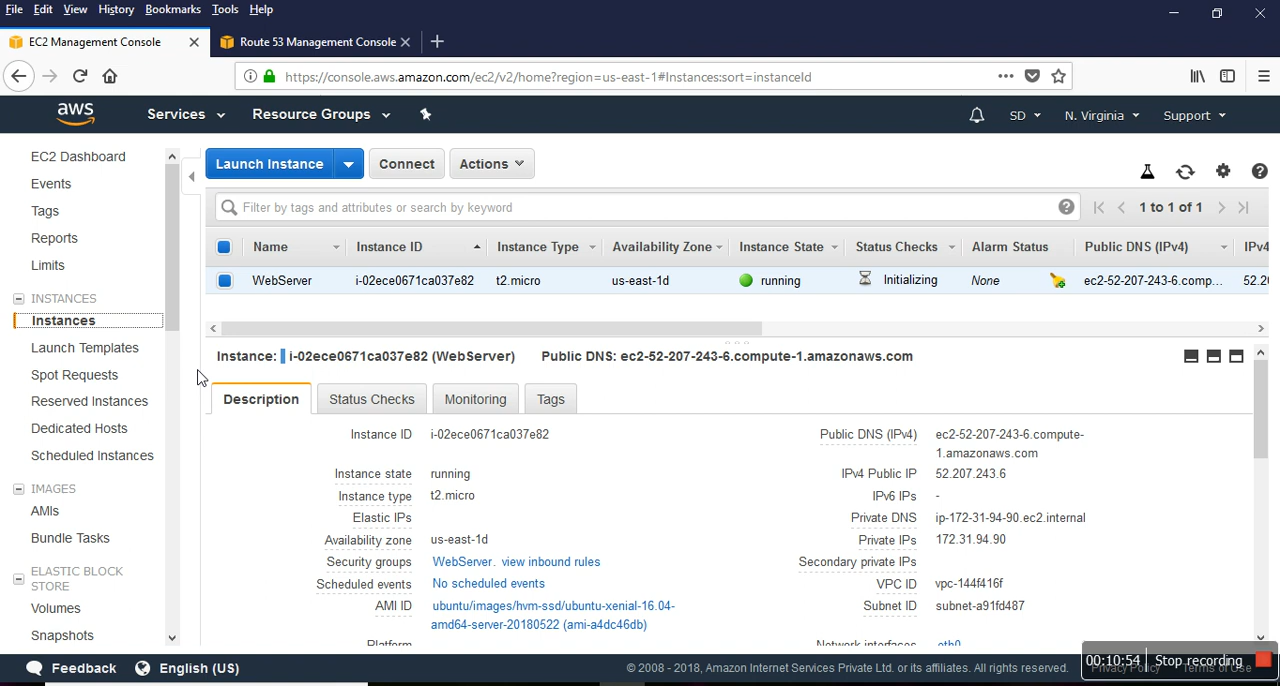 File Edit View History Bookmarks Tools Help
EC2 Management Console Route 53 Management Console
https://console.aws.amazon.com/ec2/v2/home?region=us-east-1#Instances:sort=instanceId
aws Services Resource Groups SD N. Virginia Support
EC2 Dashboard
Events
Tags
Reports
Limits
INSTANCES
Instances
Launch Templates
Spot Requests
Reserved Instances
Dedicated Hosts
Scheduled Instances
IMAGES
AMIs
Bundle Tasks
ELASTIC BLOCK
STORE
Volumes
Snapshots
Launch Instance Connect Actions
Filter by tags and attributes or search by keyword 1 to 1 of 1
Name Instance ID Instance Type Availability Zone Instance State Status Checks Alarm Status Public DNS (IPv4) IPv4
WebServer i-02ece0671ca037e82 t2.micro us-east-1d running Initializing None ec2-52-207-243-6.comp... 52.20
Instance: i-02ece0671ca037e82 (WebServer) Public DNS: ec2-52-207-243-6.compute-1.amazonaws.com
Description Status Checks Monitoring Tags
Instance ID i-02ece0671ca037e82 Public DNS (IPv4) ec2-52-207-243-6.compute-
1.amazonaws.com
Instance state running IPv4 Public IP 52.207.243.6
Instance type t2.micro IPv6 IPs -
Elastic IPs Private DNS ip-172-31-94-90.ec2.internal
Availability zone us-east-1d Private IPs 172.31.94.90
Security groups WebServer. view inbound rules Secondary private IPs
Scheduled events No scheduled events VPC ID vpc-144f416f
AMI ID ubuntu/images/hvm-ssd/ubuntu-xenial-16.04- Subnet ID subnet-a91fd487
amd64-server-20180522 (ami-a4dc46db)
Platform Network interfaces eth0
Feedback English (US) © 2008 - 2018, Amazon Internet Services Private Ltd. or its affiliates. All rights reserved. Privacy Policy Terms of Use
00:10:54 Stop recording